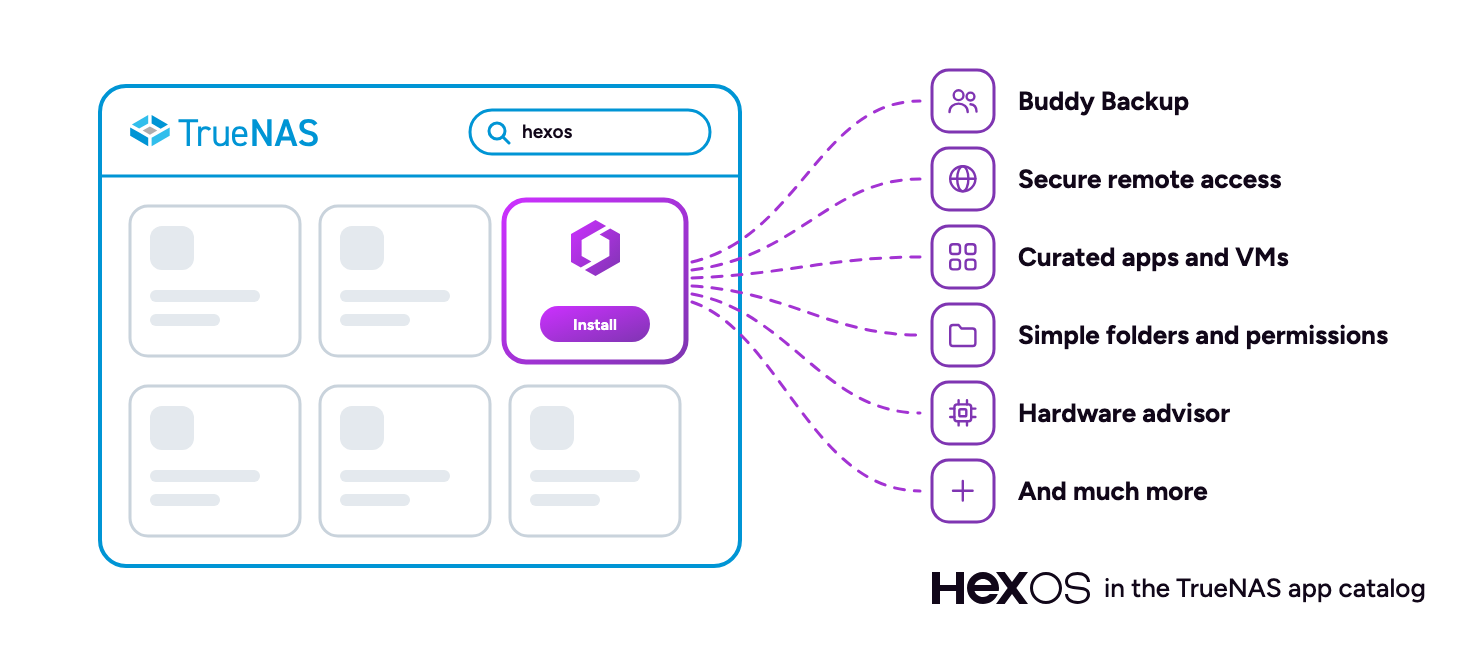 TrueNAS
hexos
Install
Buddy Backup
Secure remote access
Curated apps and VMs
Simple folders and permissions
Hardware advisor
And much more
HexOS in the TrueNAS app catalog